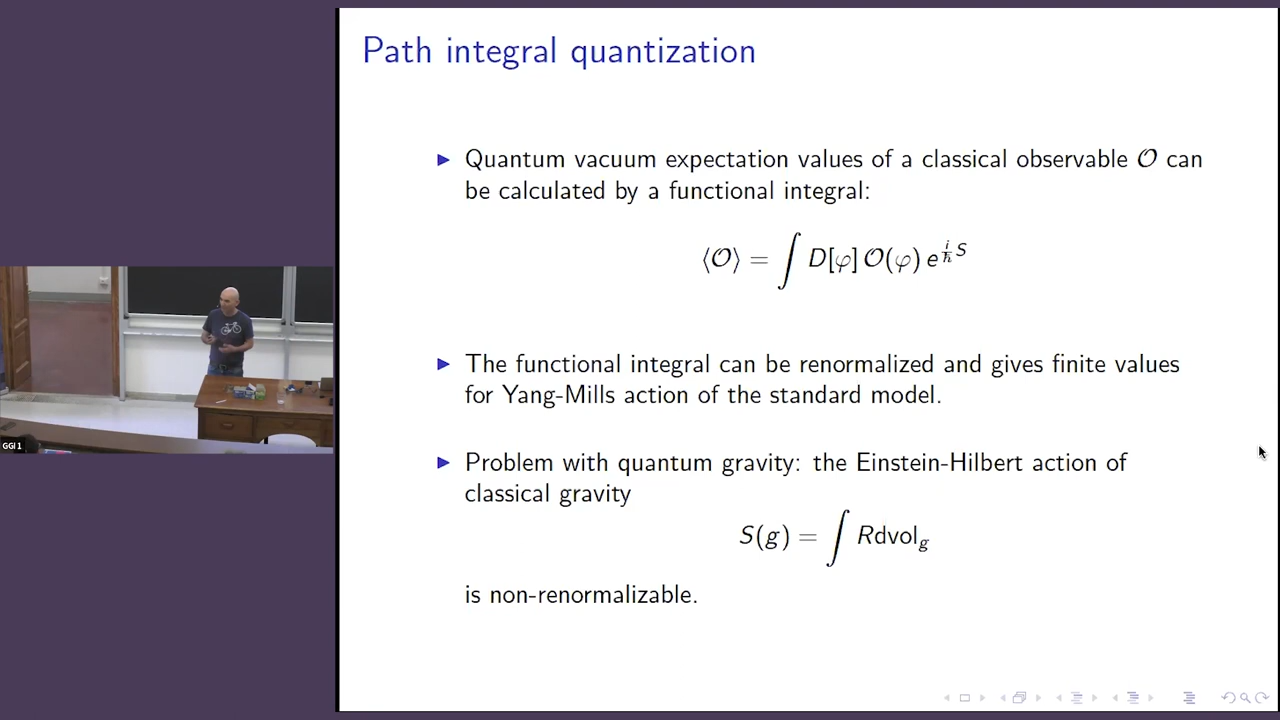 Path integral quantization
▶ Quantum vacuum expectation values of a classical observable 𝒪 can
be calculated by a functional integral:
⟨𝒪⟩ = ∫ D[φ] 𝒪(φ) e^{i/ħ S}
▶ The functional integral can be renormalized and gives finite values
for Yang-Mills action of the standard model.
▶ Problem with quantum gravity: the Einstein-Hilbert action of
classical gravity
S(g) = ∫ Rdvol_g
is non-renormalizable.
GGI 1